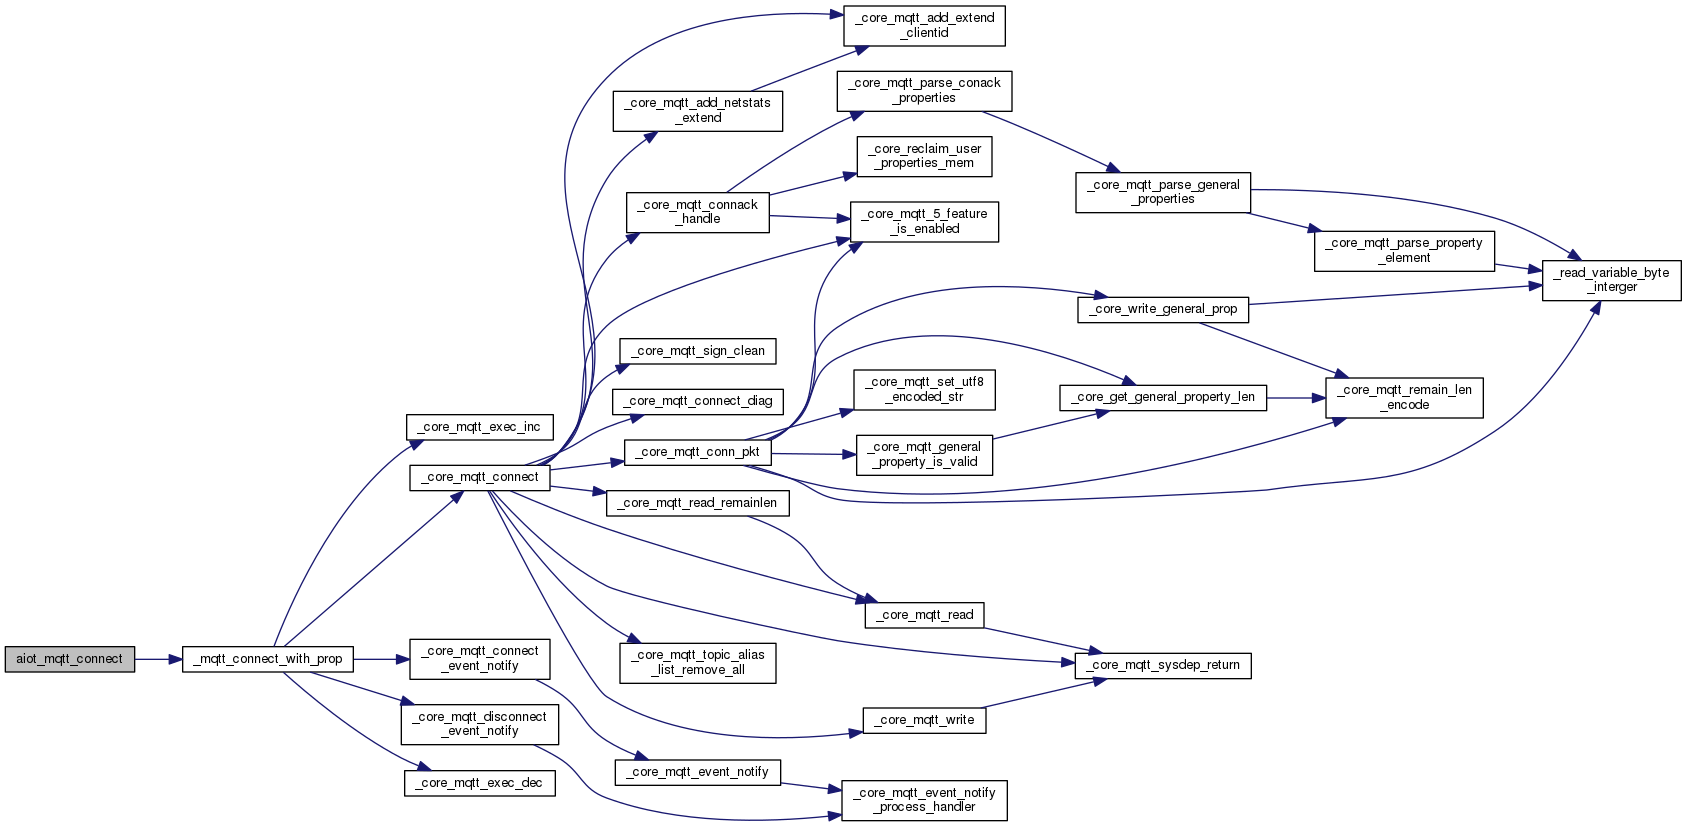 _core_mqtt_add_extend
_clientid
_core_mqtt_parse_conack
_properties
_core_mqtt_add_netstats
_extend
_core_reclaim_user
_properties_mem
_core_mqtt_parse_general
_properties
_core_mqtt_connack
_handle
_core_mqtt_5_feature
_is_enabled
_core_mqtt_parse_property
_element
_read_variable_byte
_interger
_core_write_general_prop
_core_mqtt_sign_clean
_core_mqtt_set_utf8
_encoded_str
_core_get_general_property_len
_core_mqtt_remain_len
_encode
_core_mqtt_connect_diag
_core_mqtt_exec_inc
_core_mqtt_conn_pkt
_core_mqtt_general
_property_is_valid
_core_mqtt_connect
_core_mqtt_read_remainlen
_core_mqtt_read
aiot_mqtt_connect
_mqtt_connect_with_prop
_core_mqtt_connect
_event_notify
_core_mqtt_topic_alias
_list_remove_all
_core_mqtt_sysdep_return
_core_mqtt_disconnect
_event_notify
_core_mqtt_write
_core_mqtt_exec_dec
_core_mqtt_event_notify
_core_mqtt_event_notify
_process_handler